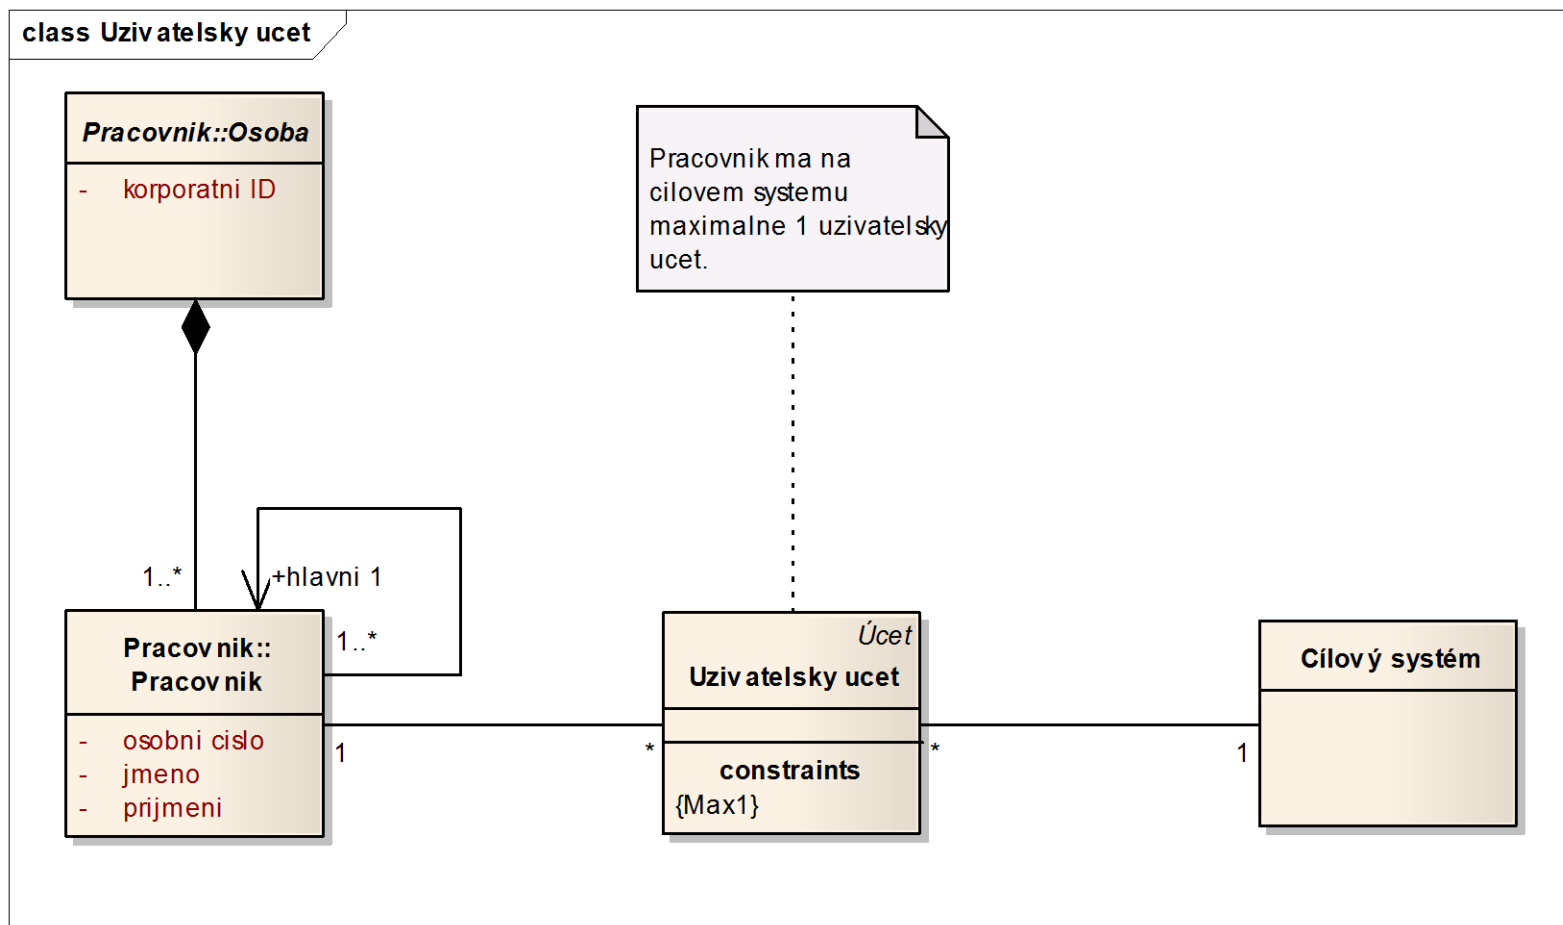 class Uzivatelsky ucet
Pracovnik::Osoba
- korporatni ID
Pracovnik ma na
cilovem systemu
maximalne 1 uzivatelsky
ucet.
1..*
+hlavni 1
1..*
Pracovnik::
Pracovnik
- osobni cislo
- jmeno
- prijmeni
1
*
Úcet
Uzivatelsky ucet
constraints
{Max1}
*
1
Cílový systém